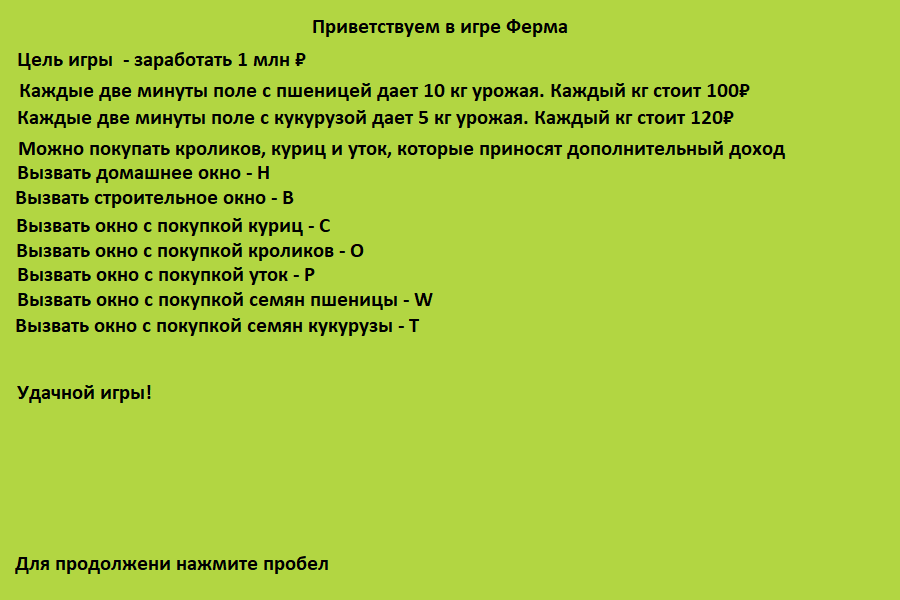 Приветствуем в игре Ферма
Цель игры - заработать 1 млн ₽
Каждые две минуты поле с пшеницей дает 10 кг урожая. Каждый кг стоит 100₽
Каждые две минуты поле с кукурузой дает 5 кг урожая. Каждый кг стоит 120₽
Можно покупать кроликов, куриц и уток, которые приносят дополнительный доход
Вызвать домашнее окно - H
Вызвать строительное окно - B
Вызвать окно с покупкой куриц - C
Вызвать окно с покупкой кроликов - O
Вызвать окно с покупкой уток - P
Вызвать окно с покупкой семян пшеницы - W
Вызвать окно с покупкой семян кукурузы - T
Удачной игры!
Для продолжени нажмите пробел